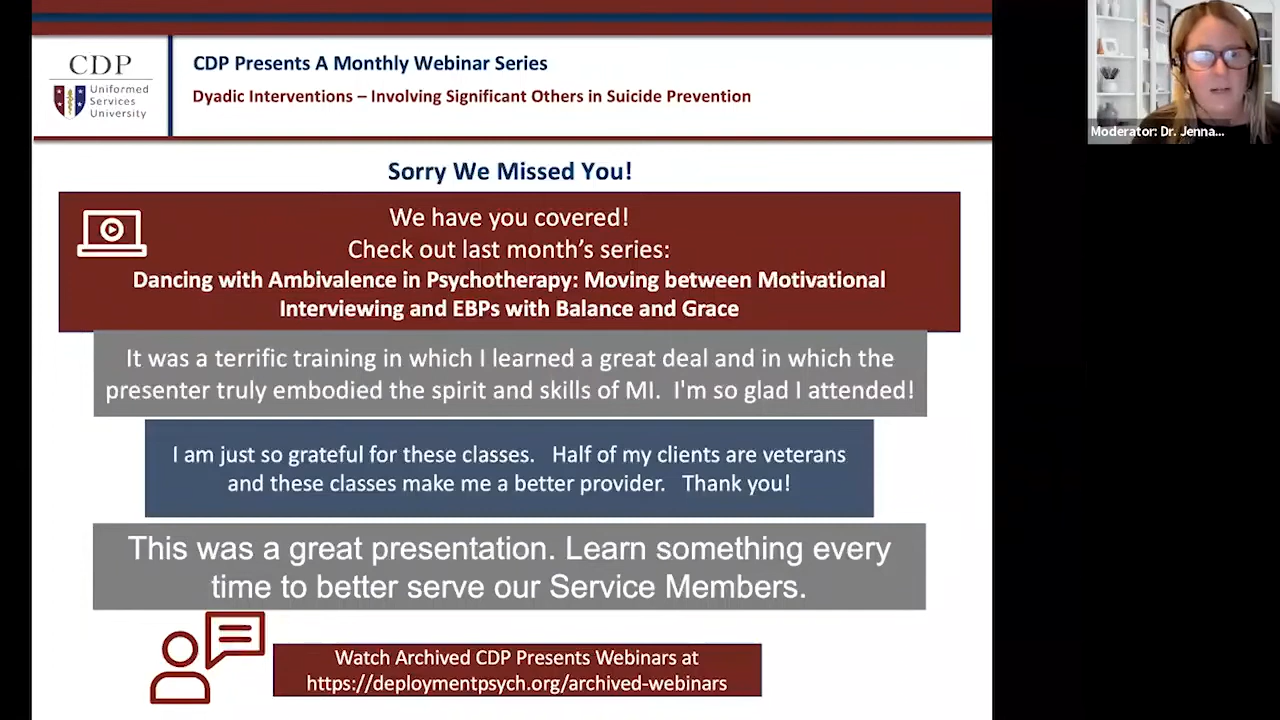 CDP
Uniformed
Services
University
CDP Presents A Monthly Webinar Series
Dyadic Interventions – Involving Significant Others in Suicide Prevention
Moderator: Dr. Jenna...
Sorry We Missed You!
We have you covered!
Check out last month’s series:
Dancing with Ambivalence in Psychotherapy: Moving between Motivational
Interviewing and EBPs with Balance and Grace
It was a terrific training in which I learned a great deal and in which the
presenter truly embodied the spirit and skills of MI. I'm so glad I attended!
I am just so grateful for these classes. Half of my clients are veterans
and these classes make me a better provider. Thank you!
This was a great presentation. Learn something every
time to better serve our Service Members.
Watch Archived CDP Presents Webinars at
https://deploymentpsych.org/archived-webinars